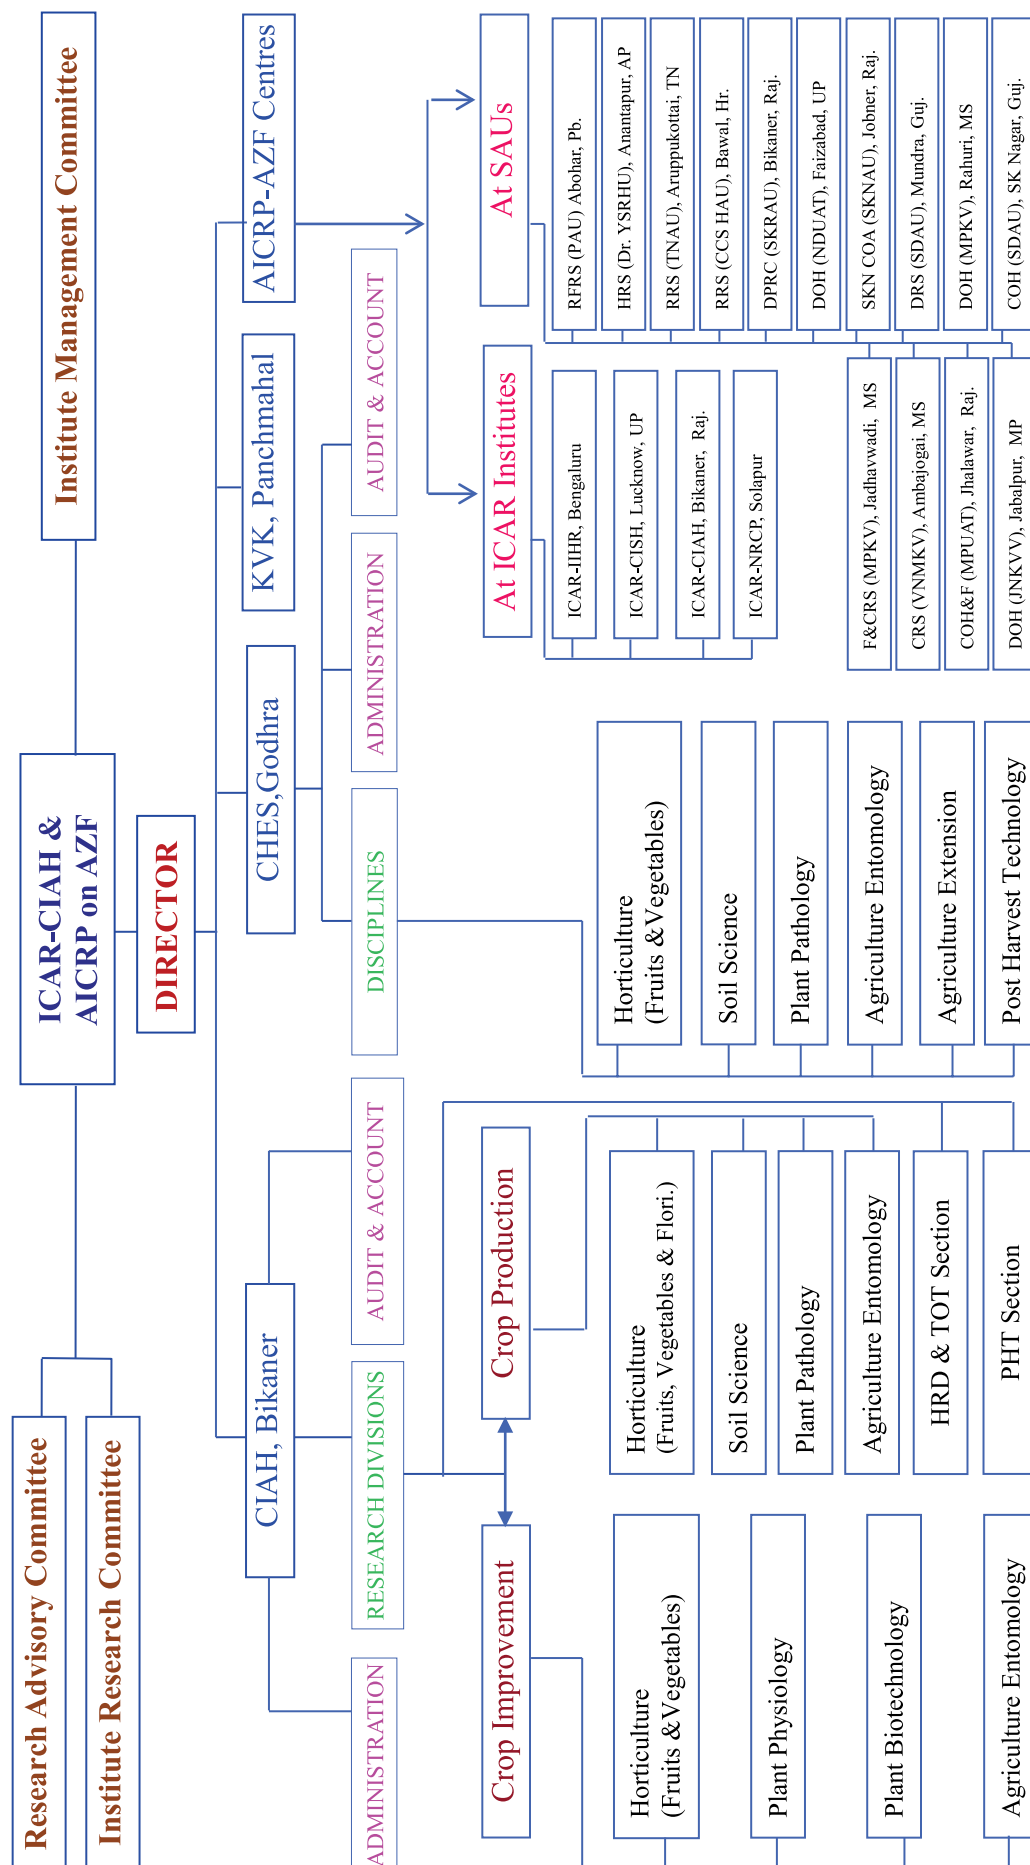 Research Advisory Committee
Institute Research Committee
ICAR-CIAH &
AICRP on AZF
Institute Management Committee
DIRECTOR
CIAH, Bikaner
CHES,Godhra
KVK, Panchmahal
AICRP-AZF Centres
ADMINISTRATION
RESEARCH DIVISIONS
AUDIT & ACCOUNT
DISCIPLINES
ADMINISTRATION
AUDIT & ACCOUNT
Crop Improvement
Crop Production
At ICAR Institutes
At SAUs
Horticulture
(Fruits &Vegetables)
Plant Physiology
Plant Biotechnology
Agriculture Entomology
Horticulture
(Fruits, Vegetables & Flori.)
Soil Science
Plant Pathology
Agriculture Entomology
HRD & TOT Section
PHT Section
Horticulture
(Fruits &Vegetables)
Soil Science
Plant Pathology
Agriculture Entomology
Agriculture Extension
Post Harvest Technology
ICAR-IIHR, Bengaluru
ICAR-CISH, Lucknow, UP
ICAR-CIAH, Bikaner, Raj.
ICAR-NRCP, Solapur
F&CRS (MPKV), Jadhavwadi, MS
CRS (VNMKV), Ambajogai, MS
COH&F (MPUAT), Jhalawar, Raj.
DOH (JNKVV), Jabalpur, MP
RFRS (PAU) Abohar, Pb.
HRS (Dr. YSRHU), Anantapur, AP
RRS (TNAU), Aruppukottai, TN
RRS (CCS HAU), Bawal, Hr.
DPRC (SKRAU), Bikaner, Raj.
DOH (NDUAT), Faizabad, UP
SKN COA (SKNAU), Jobner, Raj.
DRS (SDAU), Mundra, Guj.
DOH (MPKV), Rahuri, MS
COH (SDAU), SK Nagar, Guj.